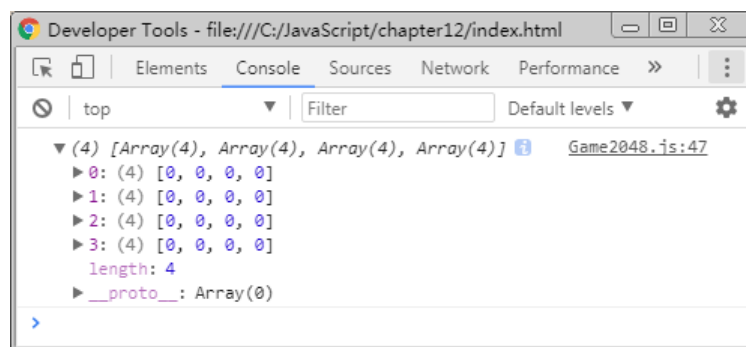 Developer Tools - file:///C:/JavaScript/chapter12/index.html
Elements Console Sources Network Performance »
top ▼ Filter Default levels ▼
▼ (4) [Array(4), Array(4), Array(4), Array(4)] i Game2048.js:47
▶ 0: (4) [0, 0, 0, 0]
▶ 1: (4) [0, 0, 0, 0]
▶ 2: (4) [0, 0, 0, 0]
▶ 3: (4) [0, 0, 0, 0]
length: 4
▶ __proto__: Array(0)
>